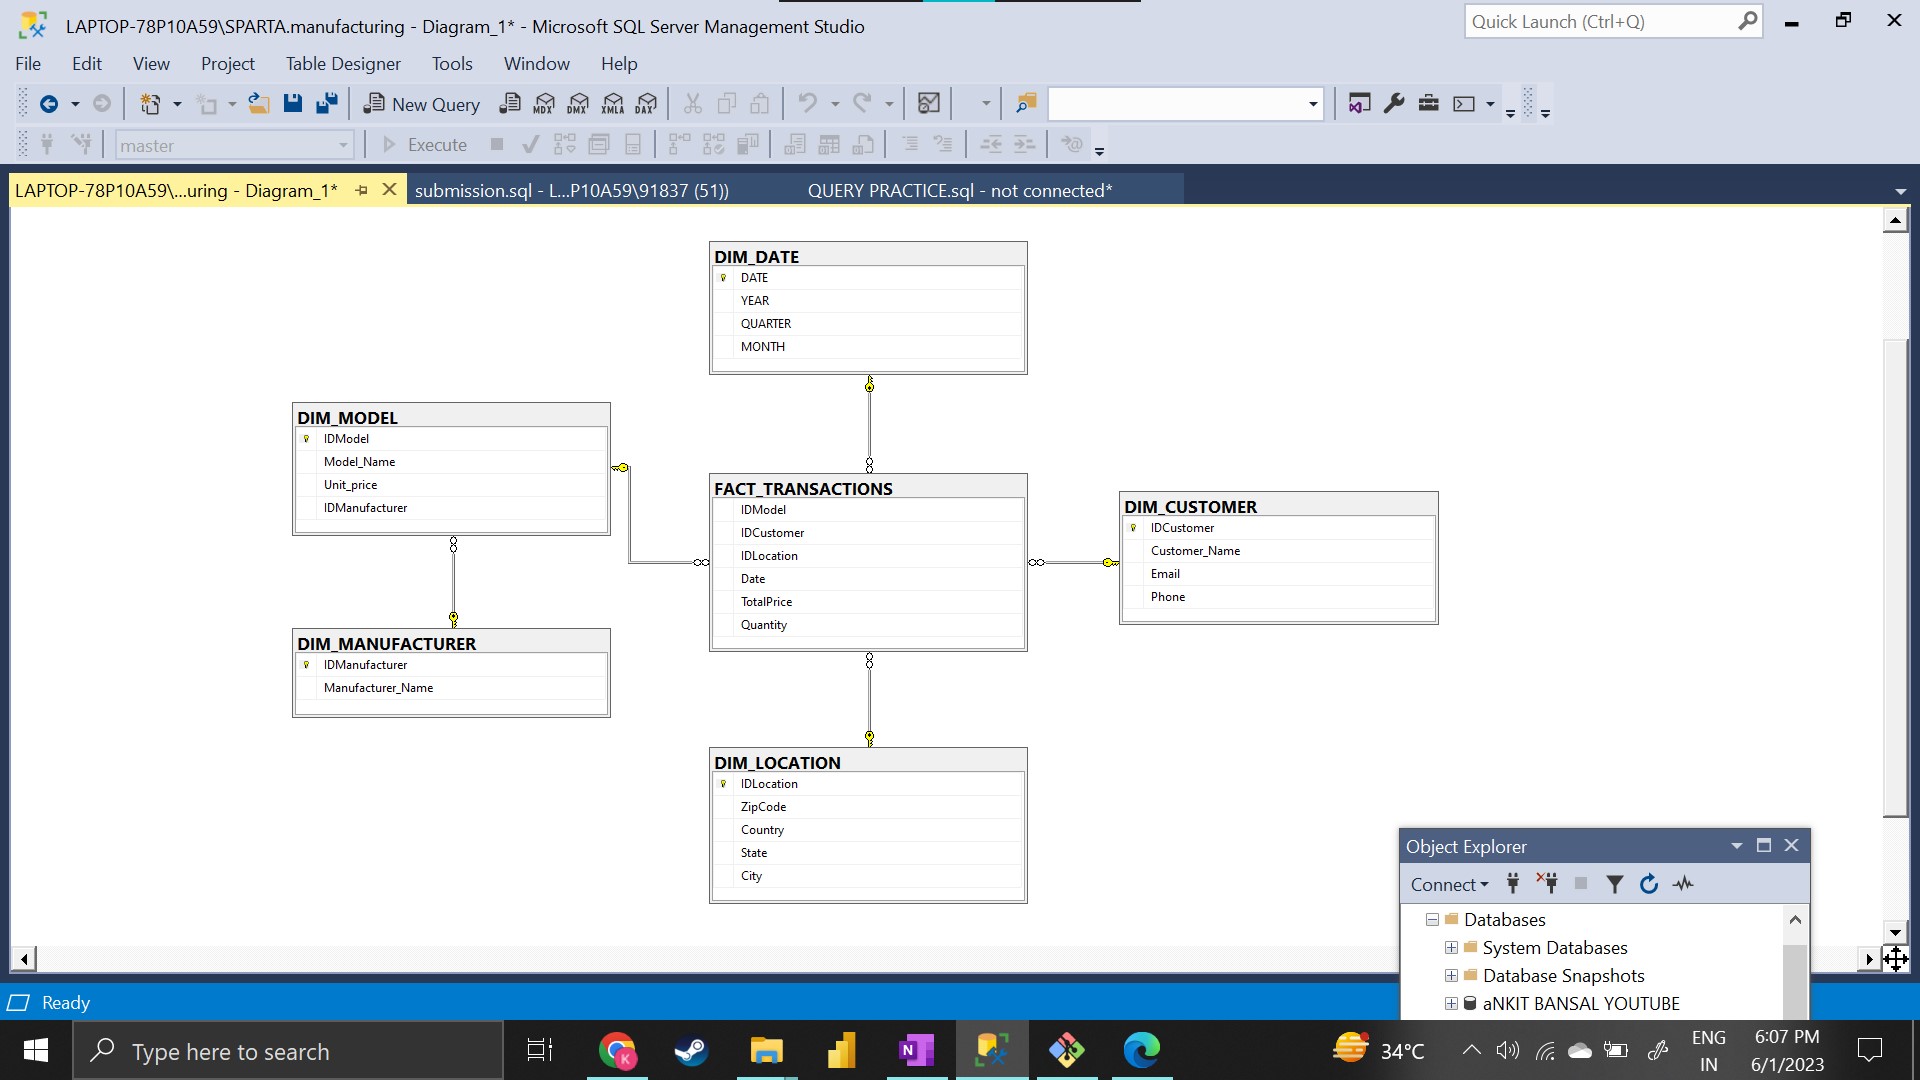 LAPTOP-78P10A59\SPARTA.manufacturing - Diagram_1* - Microsoft SQL Server Management Studio
Quick Launch (Ctrl+Q)
File Edit View Project Table Designer Tools Window Help
New Query MDX DMX XMLA DAX
master Execute
LAPTOP-78P10A59\...uring - Diagram_1* submission.sql - L...P10A59\91837 (51)) QUERY PRACTICE.sql - not connected*
DIM_DATE
DATE
YEAR
QUARTER
MONTH
DIM_MODEL
IDModel
Model_Name
Unit_price
IDManufacturer
FACT_TRANSACTIONS
IDModel
IDCustomer
IDLocation
Date
TotalPrice
Quantity
DIM_CUSTOMER
IDCustomer
Customer_Name
Email
Phone
DIM_MANUFACTURER
IDManufacturer
Manufacturer_Name
DIM_LOCATION
IDLocation
ZipCode
Country
State
City
Object Explorer
Connect
Databases
System Databases
Database Snapshots
aNKIT BANSAL YOUTUBE
Ready
Type here to search
K
N
34°C
ENG
IN
6:07 PM
6/1/2023